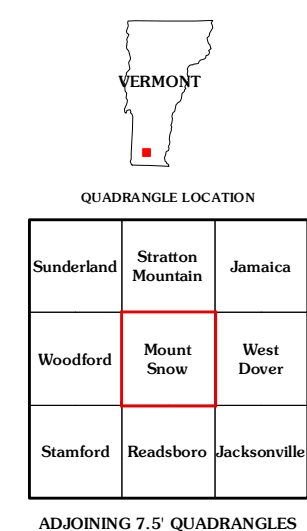 VERMONT
QUADRANGLE LOCATION
Sunderland
Stratton
Mountain
Jamaica
Woodford
Mount
Snow
West
Dover
Stamford
Readsboro
Jacksonville
ADJOINING 7.5' QUADRANGLES